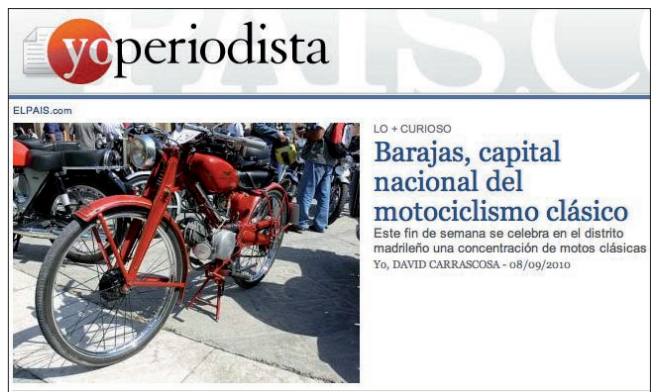 yoperiodista
ELPAIS.com
LO + CURIOSO
Barajas, capital
nacional del
motociclismo clásico
Este fin de semana se celebra en el distrito
madrileño una concentración de motos clásicas
Yo, DAVID CARRASCOSA - 08/09/2010